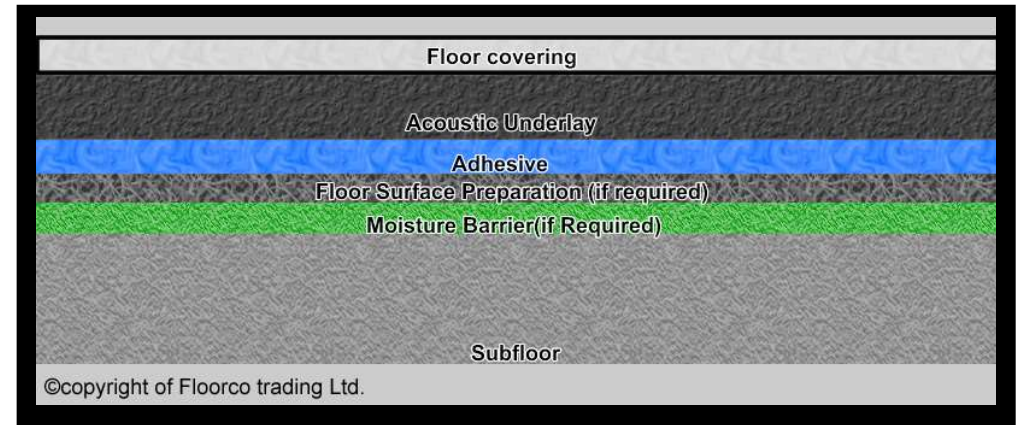 Floor covering
Acoustic Underlay
Adhesive
Floor Surface Preparation (if required)
Moisture Barrier(if Required)
Subfloor
©copyright of Floorco trading Ltd.